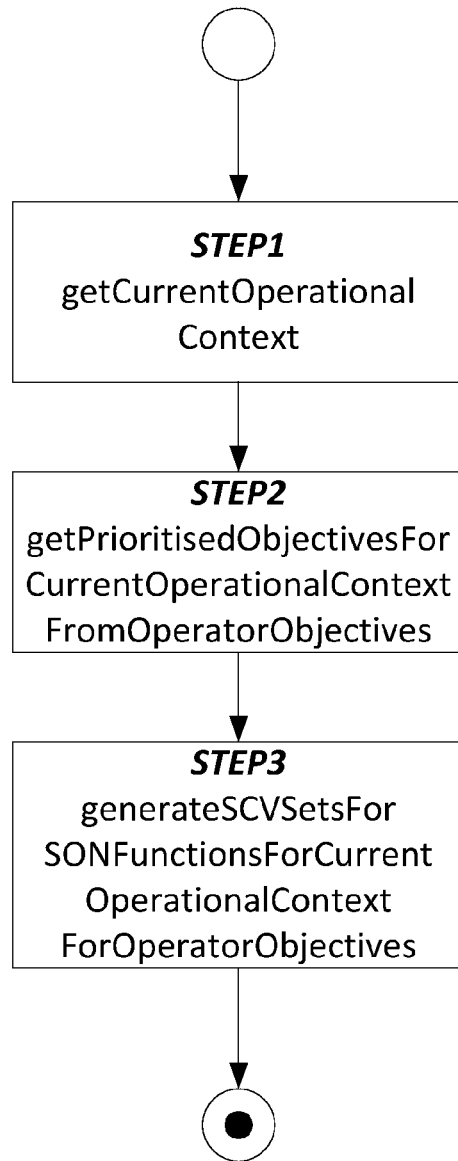 STEP1
getCurrentOperational
Context
STEP2
getPrioritisedObjectivesFor
CurrentOperationalContext
FromOperatorObjectives
STEP3
generateSCVSetsFor
SONFunctionsForCurrent
OperationalContext
ForOperatorObjectives